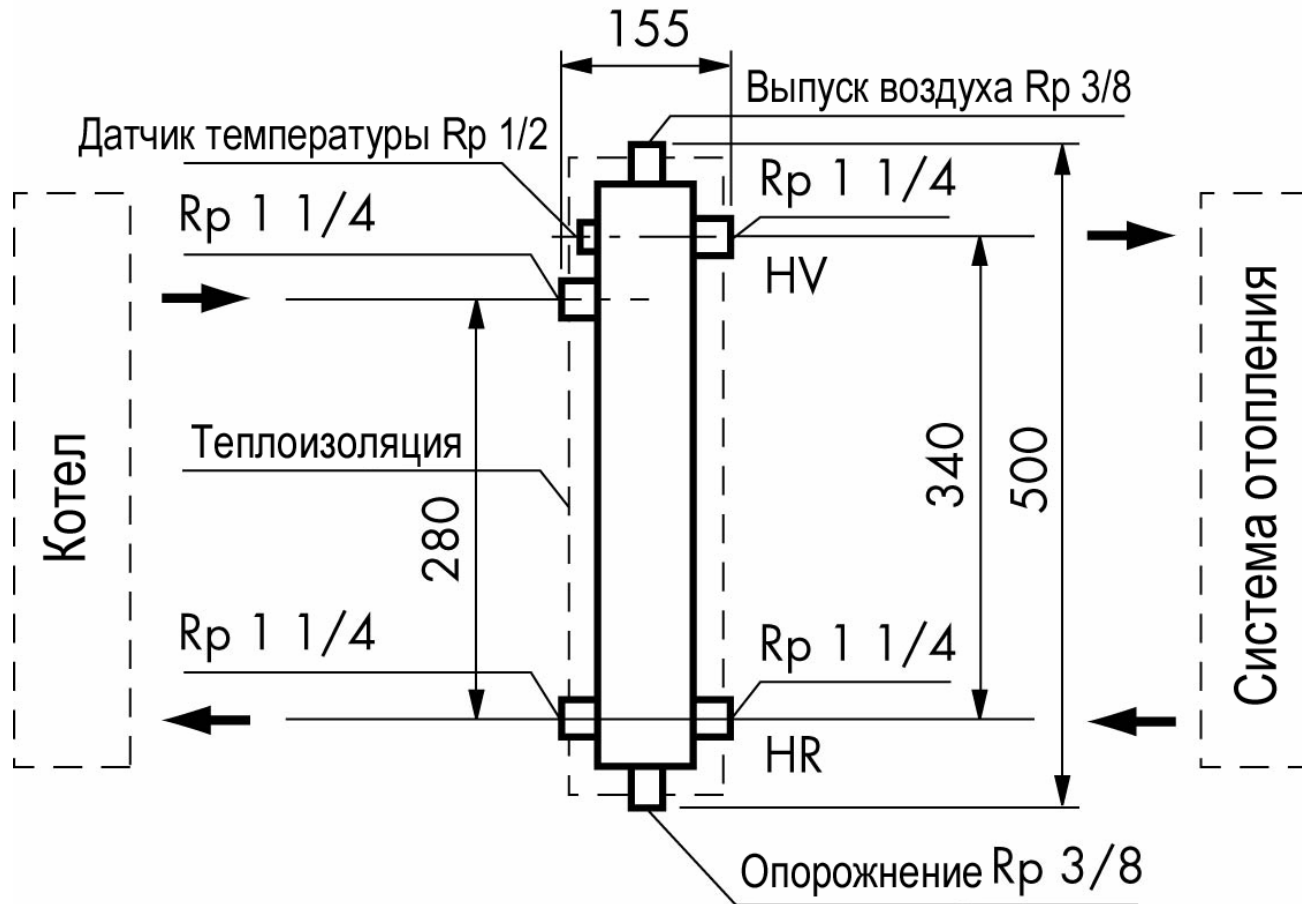 155
Выпуск воздуха Rp 3/8
Датчик температуры Rp 1/2
Rp 1 1/4
Rp 1 1/4
HV
Котел
Теплоизоляция
280
340
500
Система отопления
Rp 1 1/4
Rp 1 1/4
HR
Опорожнение Rp 3/8